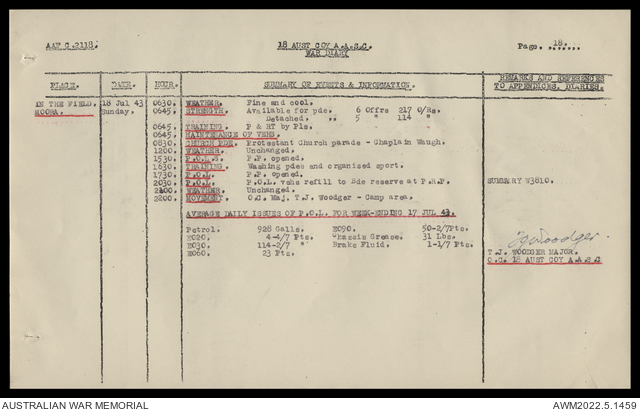 AAF C.2118.
18 AUST COY A.A.S.C.
WAR DIARY
Page. .18. ....
PLACE. DATE. HOUR. SUMMARY OF EVENTS & INFORMATION. REMARKS AND REFERENCES TO APPENDICES, DIARIES.
IN THE FIELD. 18 Jul 43 0630. WEATHER. Fine and cool.
MOORA. Sunday. 0645. STRENGTH. Available for pde. 6 Offrs 217 O/Rs.
Detached. ,, 5 " 114 "
0645. TRAINING. P & RT by Pls.
0645. MAINTENANCE OF VEHS.
0830. CHURCH PDE. Protestant Church parade - Chaplain Waugh.
1200. WEATHER. Unchanged.
1530. P.O.L. P.P. opened.
1630. TRAINING. Washing pdes and organised sport.
1730. P.O.L. P.P. opened.
2030. P.O.L. P.O.L. vehs refill to Bde reserve at P.R.P. SUMMARY W3810.
2100. WEATHER. Unchanged.
2200. MOVEMENT. O.C. Maj. T.J. Woodger - Camp area.
AVERAGE DAILY ISSUES OF P.O.L. FOR WEEK-ENDING 17 JUL 43.
Petrol. 928 Galls. E090. 50-2/7Pts.
E020. 4-4/7 Pts. Chassis Grease. 31 Lbs.
E030. 114-2/7 " Brake Fluid. 1-1/7 Pts.
E060. 23 Pts.
TJWoodger.
T.J. WOODGER MAJOR.
O.C. 18 AUST COY A.A.S.C
AUSTRALIAN WAR MEMORIAL
AWM2022.5.1459